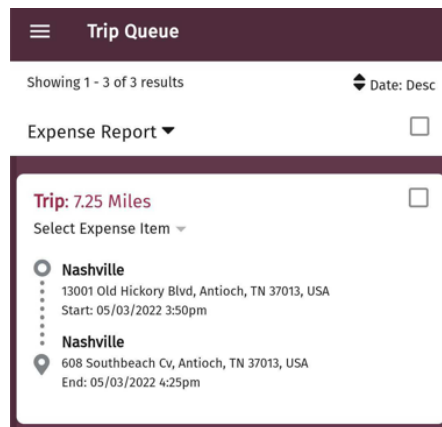 Trip Queue
Showing 1 - 3 of 3 results
Date: Desc
Expense Report
Trip: 7.25 Miles
Select Expense Item
Nashville
13001 Old Hickory Blvd, Antioch, TN 37013, USA
Start: 05/03/2022 3:50pm
Nashville
608 Southbeach Cv, Antioch, TN 37013, USA
End: 05/03/2022 4:25pm